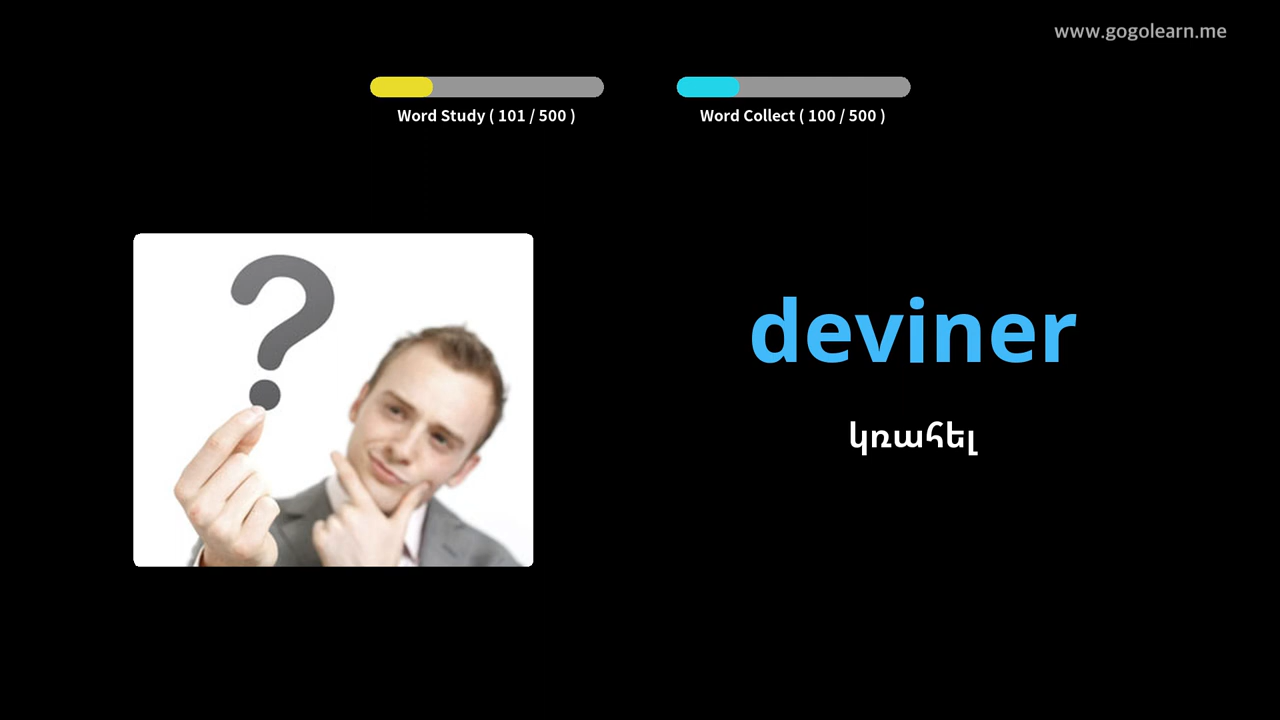 www.gogolearn.me
Word Study ( 101 / 500 )
Word Collect ( 100 / 500 )
?
deviner
կռահել